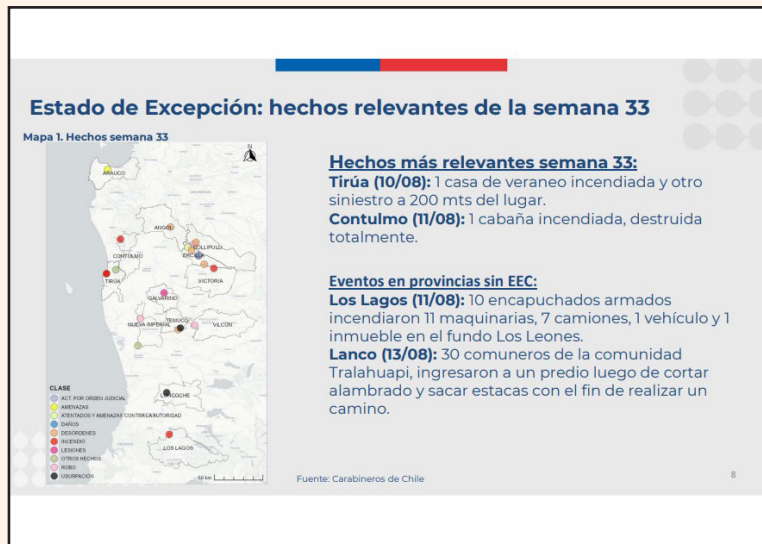 Estado de Excepción: hechos relevantes de la semana 33
Mapa 1. Hechos semana 33
N
ARAUCO
ANGOL
COLLIPULLI
ERCILLA
CONTULMO
TIRÚA
VICTORIA
GALVARINO
NUEVA IMPERIAL
TEMUCO
VILCÚN
LONCOCHE
LOS LAGOS
CLASE
ACT. POR ORDEN JUDICIAL
AMENAZAS
ATENTADOS Y AMENAZAS CONTRA LA AUTORIDAD
DAÑOS
DESÓRDENES
INCENDIO
LESIONES
OTROS HECHOS
ROBO
USURPACIÓN
Hechos más relevantes semana 33:
Tirúa (10/08): 1 casa de veraneo incendiada y otro
siniestro a 200 mts del lugar.
Contulmo (11/08): 1 cabaña incendiada, destruida
totalmente.
Eventos en provincias sin EEC:
Los Lagos (11/08): 10 encapuchados armados
incendiaron 11 maquinarias, 7 camiones, 1 vehículo y 1
inmueble en el fundo Los Leones.
Lanco (13/08): 30 comuneros de la comunidad
Tralahuapi, ingresaron a un predio luego de cortar
alambrado y sacar estacas con el fin de realizar un
camino.
Fuente: Carabineros de Chile
8